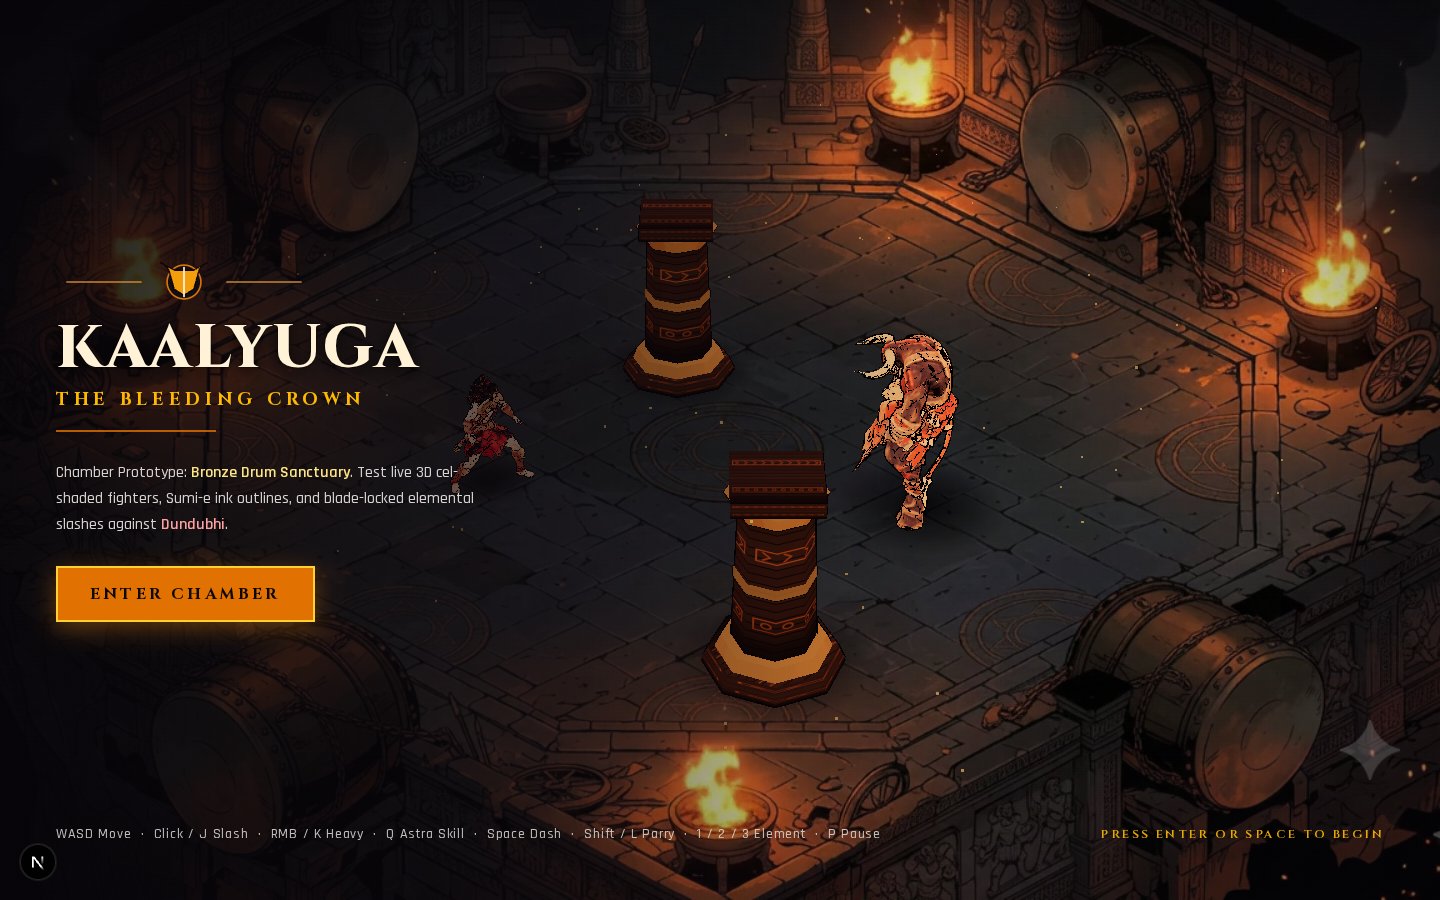 KAALYUGA
THE BLEEDING CROWN
Chamber Prototype: Bronze Drum Sanctuary. Test live 3D cel-
shaded fighters, Sumi-e ink outlines, and blade-locked elemental
slashes against Dundubhi.
ENTER CHAMBER
WASD Move · Click / J Slash · RMB / K Heavy · Q Astra Skill · Space Dash · Shift / L Parry · 1 / 2 / 3 Element · P Pause
PRESS ENTER OR SPACE TO BEGIN
N